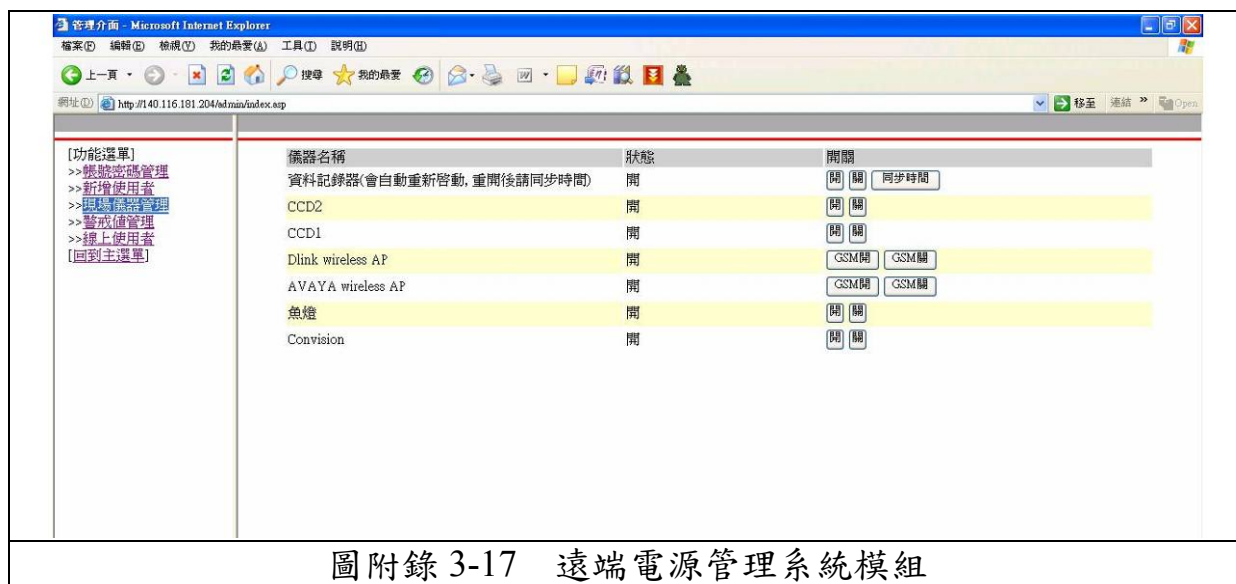 管理介面 - Microsoft Internet Explorer
檔案(F) 編輯(E) 檢視(V) 我的最愛(A) 工具(T) 說明(H)
上一頁 搜尋 我的最愛
網址(D) http://140.116.181.204/admin/index.asp 移至 連結 » Open
[功能選單]
>>帳號密碼管理
>>新增使用者
>>現場儀器管理
>>警戒值管理
>>線上使用者
[回到主選單]
儀器名稱 狀態 開關
資料記錄器(會自動重新啓動, 重開後請同步時間) 開 開 關 同步時間
CCD2 開 開 關
CCD1 開 開 關
Dlink wireless AP 開 GSM開 GSM關
AVAYA wireless AP 開 GSM開 GSM關
魚燈 開 開 關
Convision 開 開 關
圖附錄 3-17 遠端電源管理系統模組